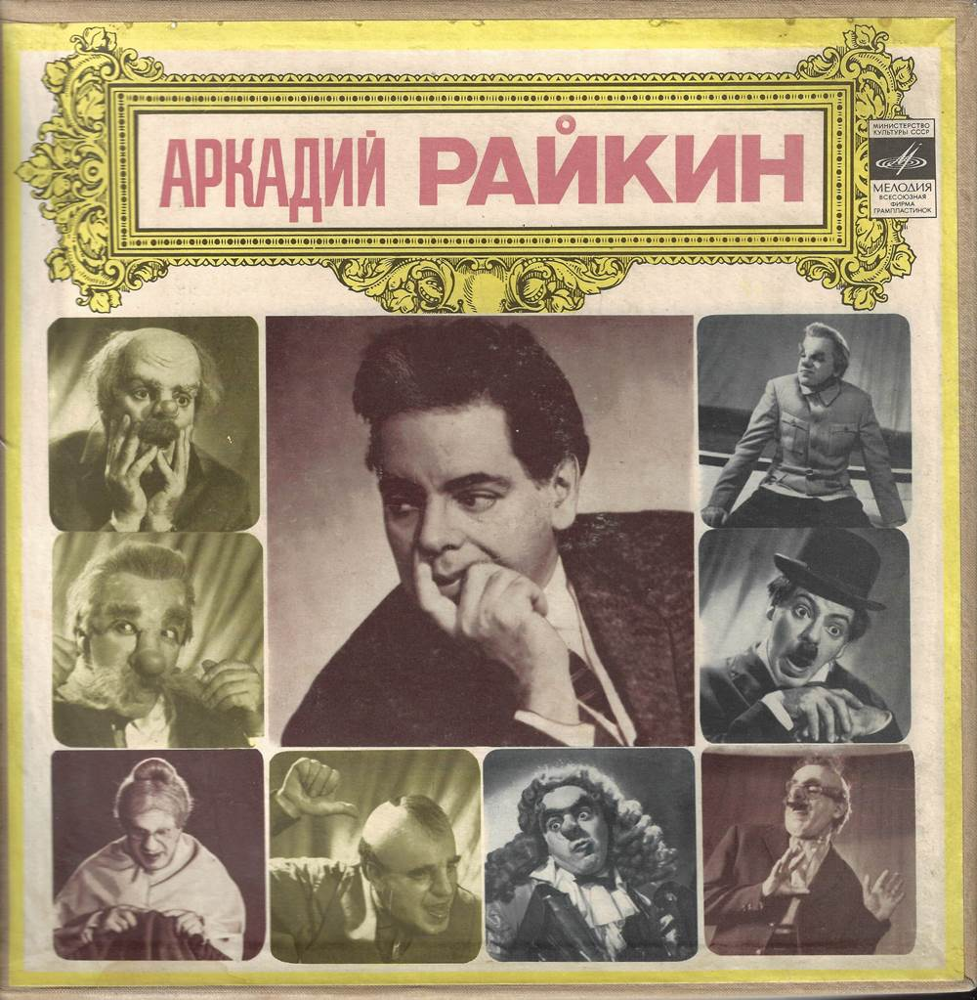 АРКАДИЙ РАЙКИН
МИНИСТЕРСТВО
КУЛЬТУРЫ СССР
МЕЛОДИЯ
ВСЕСОЮЗНАЯ
ФИРМА
ГРАМПЛАСТИНОК